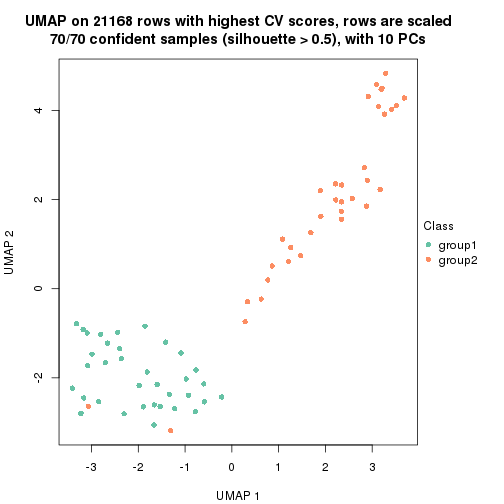 UMAP on 21168 rows with highest CV scores, rows are scaled
70/70 confident samples (silhouette > 0.5), with 10 PCs
4
2
0
-2
UMAP 2
Class
group1
group2
-3 -2 -1 0 1 2 3
UMAP 1